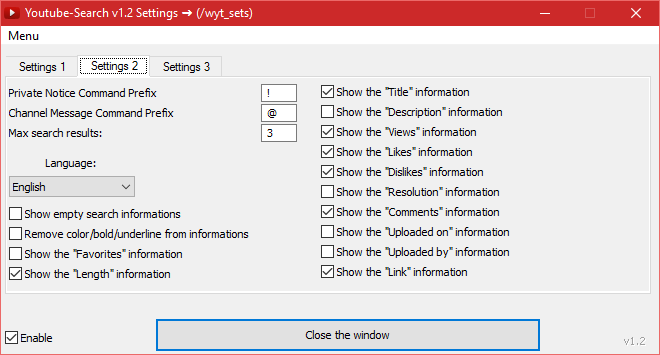 Youtube-Search v1.2 Settings ➔ (/wyt_sets)
Menu
Settings 1
Settings 2
Settings 3
Private Notice Command Prefix
!
Channel Message Command Prefix
@
Max search results:
3
Language:
English
Show empty search informations
Remove color/bold/underline from informations
Show the "Favorites" information
Show the "Length" information
Show the "Title" information
Show the "Description" information
Show the "Views" information
Show the "Likes" information
Show the "Dislikes" information
Show the "Resolution" information
Show the "Comments" information
Show the "Uploaded on" information
Show the "Uploaded by" information
Show the "Link" information
Enable
Close the window
v1.2